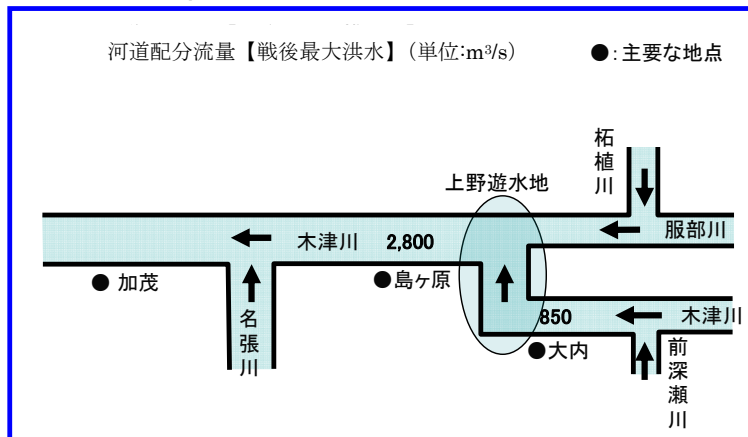 河道配分流量【戦後最大洪水】(単位:m³/s)
●:主要な地点
柘植川
上野遊水地
服部川
木津川
2,800
●加茂
●島ヶ原
名張川
850
木津川
●大内
前深瀬川